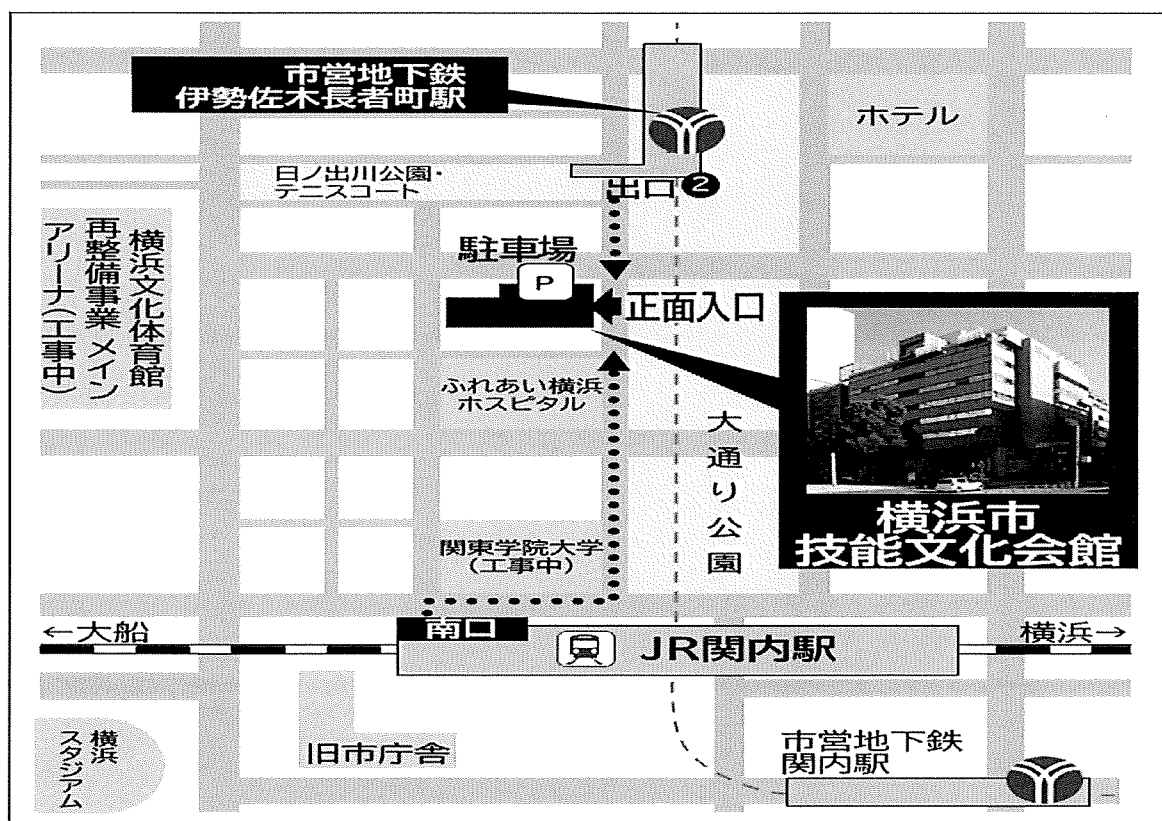 市営地下鉄
伊勢佐木長者町駅
ホテル
日ノ出川公園・
テニスコート
出口2
横浜文化体育館
再整備事業 メイン
アリーナ(工事中)
駐車場
P
正面入口
ふれあい横浜
ホスピタル
大通り公園
横浜市
技能文化会館
関東学院大学
(工事中)
←大船
南口
JR関内駅
横浜→
横浜
スタジアム
旧市庁舎
市営地下鉄
関内駅